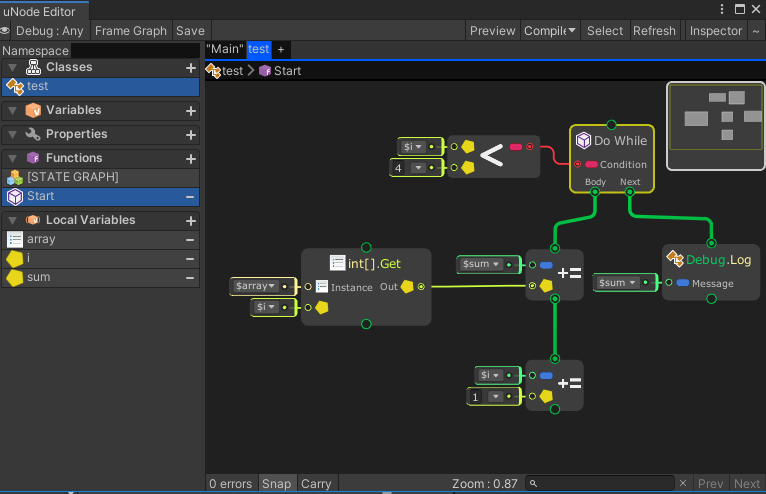 uNode Editor
Debug : Any Frame Graph Save Preview Compile Select Refresh Inspector ~
Namespace "Main" test +
Classes + test > Start
test
Variables +
Properties +
Functions +
[STATE GRAPH]
Start −
Local Variables +
array −
i −
sum −
$i
4
<
Do While
Condition
Body Next
int[].Get
$array Instance Out
$i
$sum
+=
Debug.Log
$sum Message
$i
1
+=
0 errors Snap Carry Zoom : 0.87 × Prev Next